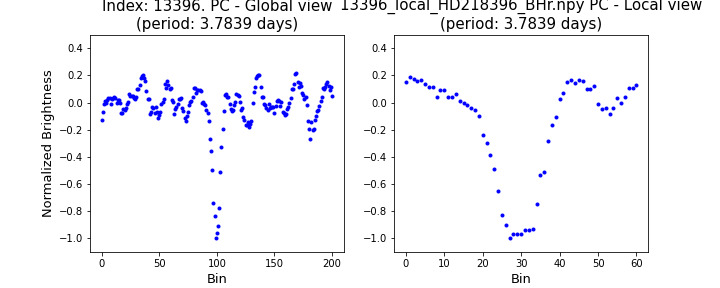 Index: 13396. PC - Global view
(period: 3.7839 days)
13396_local_HD218396_BHr.npy PC - Local view
(period: 3.7839 days)
Normalized Brightness
0.4
0.2
0.0
−0.2
−0.4
−0.6
−0.8
−1.0
0 50 100 150 200
Bin
0.4
0.2
0.0
−0.2
−0.4
−0.6
−0.8
−1.0
0 10 20 30 40 50 60
Bin